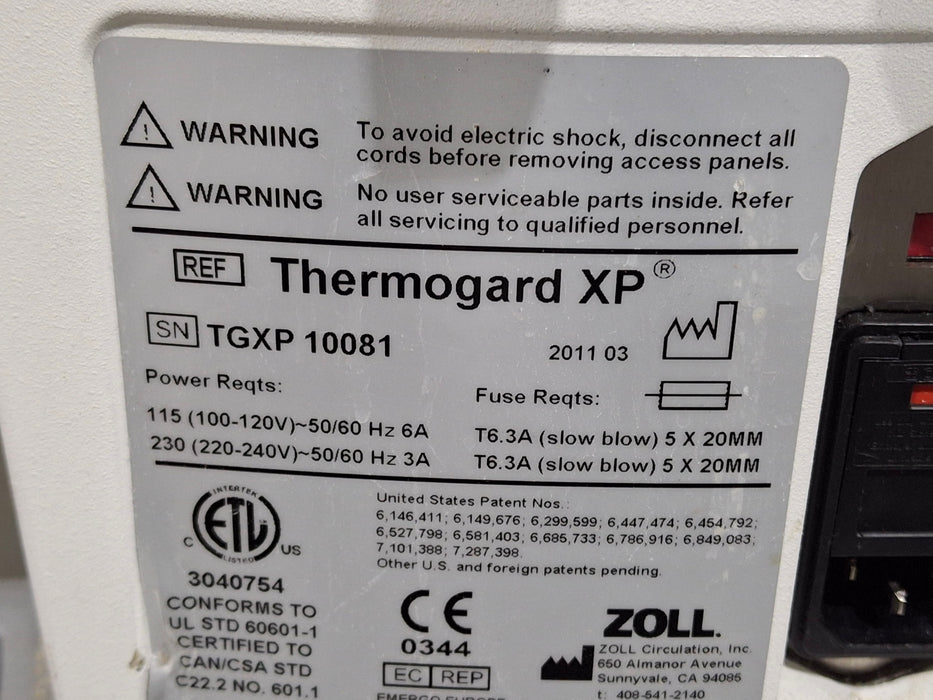 WARNING
To avoid electric shock, disconnect all
cords before removing access panels.
WARNING
No user serviceable parts inside. Refer
all servicing to qualified personnel.
REF Thermogard XP®
SN TGXP 10081
2011 03
Power Reqts:
115 (100-120V)~50/60 Hz 6A
230 (220-240V)~50/60 Hz 3A
Fuse Reqts:
T6.3A (slow blow) 5 X 20MM
T6.3A (slow blow) 5 X 20MM
INTERTEK
ETL
C US
LISTED
3040754
CONFORMS TO
UL STD 60601-1
CERTIFIED TO
CAN/CSA STD
C22.2 NO. 601.1
United States Patent Nos.:
6,146,411; 6,149,676; 6,299,599; 6,447,474; 6,454,792;
6,527,798; 6,581,403; 6,685,733; 6,786,916; 6,849,083;
7,101,388; 7,287,398.
Other U.S. and foreign patents pending.
CE
0344
EC REP
EMERGO EUROPE
ZOLL.
ZOLL Circulation, Inc.
650 Almanor Avenue
Sunnyvale, CA 94085
t: 408-541-2140